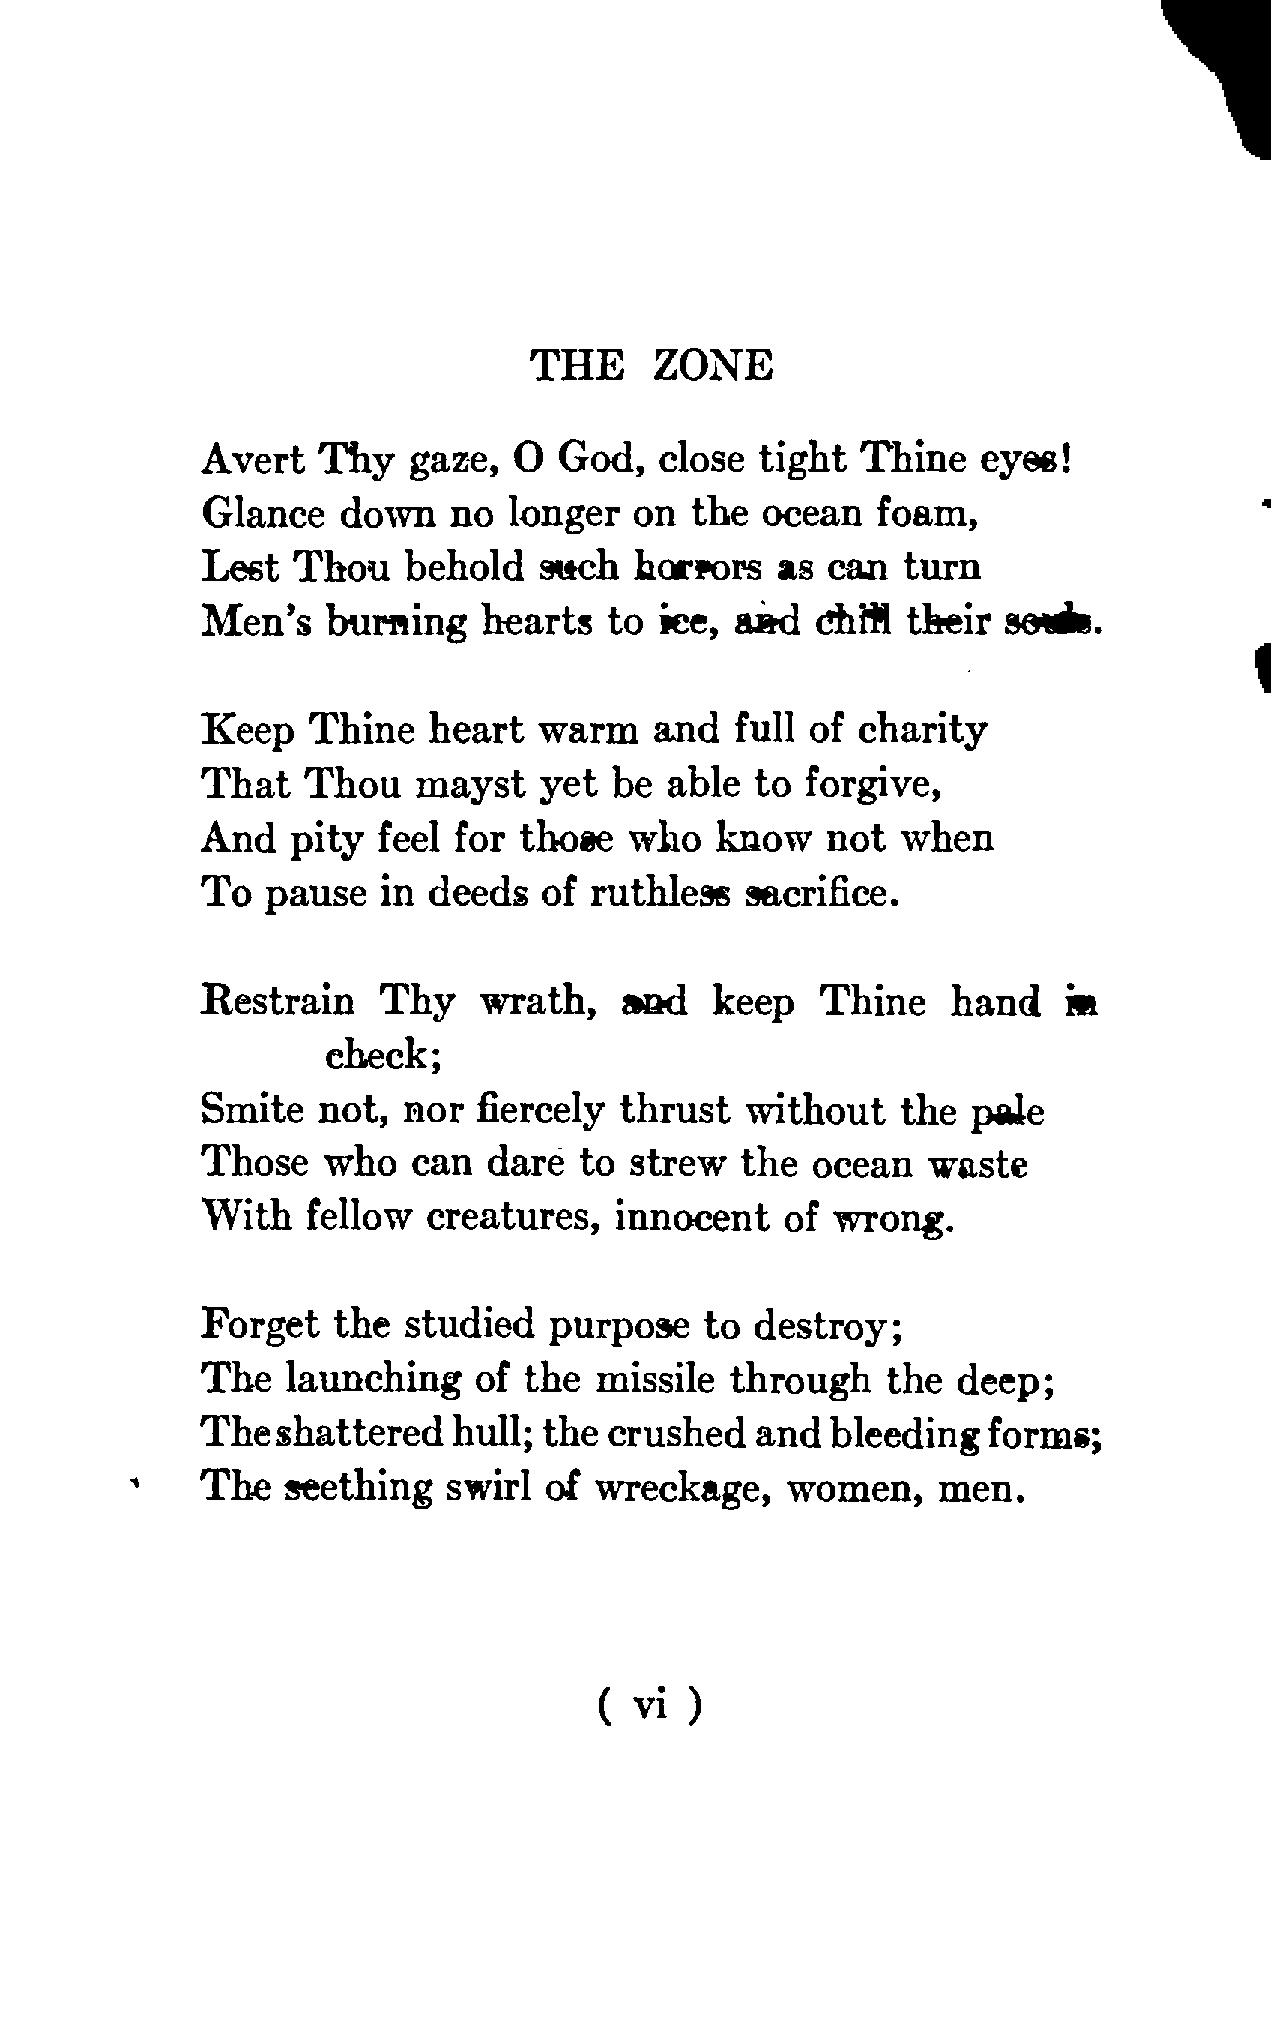 THE ZONE
Avert Thy gaze, O God, close tight Thine eyes!
Glance down no longer on the ocean foam,
Lest Thou behold such horrors as can turn
Men's burning hearts to ice, and chill their souls.
Keep Thine heart warm and full of charity
That Thou mayst yet be able to forgive,
And pity feel for those who know not when
To pause in deeds of ruthless sacrifice.
Restrain Thy wrath, and keep Thine hand in
check;
Smite not, nor fiercely thrust without the pale
Those who can dare to strew the ocean waste
With fellow creatures, innocent of wrong.
Forget the studied purpose to destroy;
The launching of the missile through the deep;
The shattered hull; the crushed and bleeding forms;
The seething swirl of wreckage, women, men.
( vi )